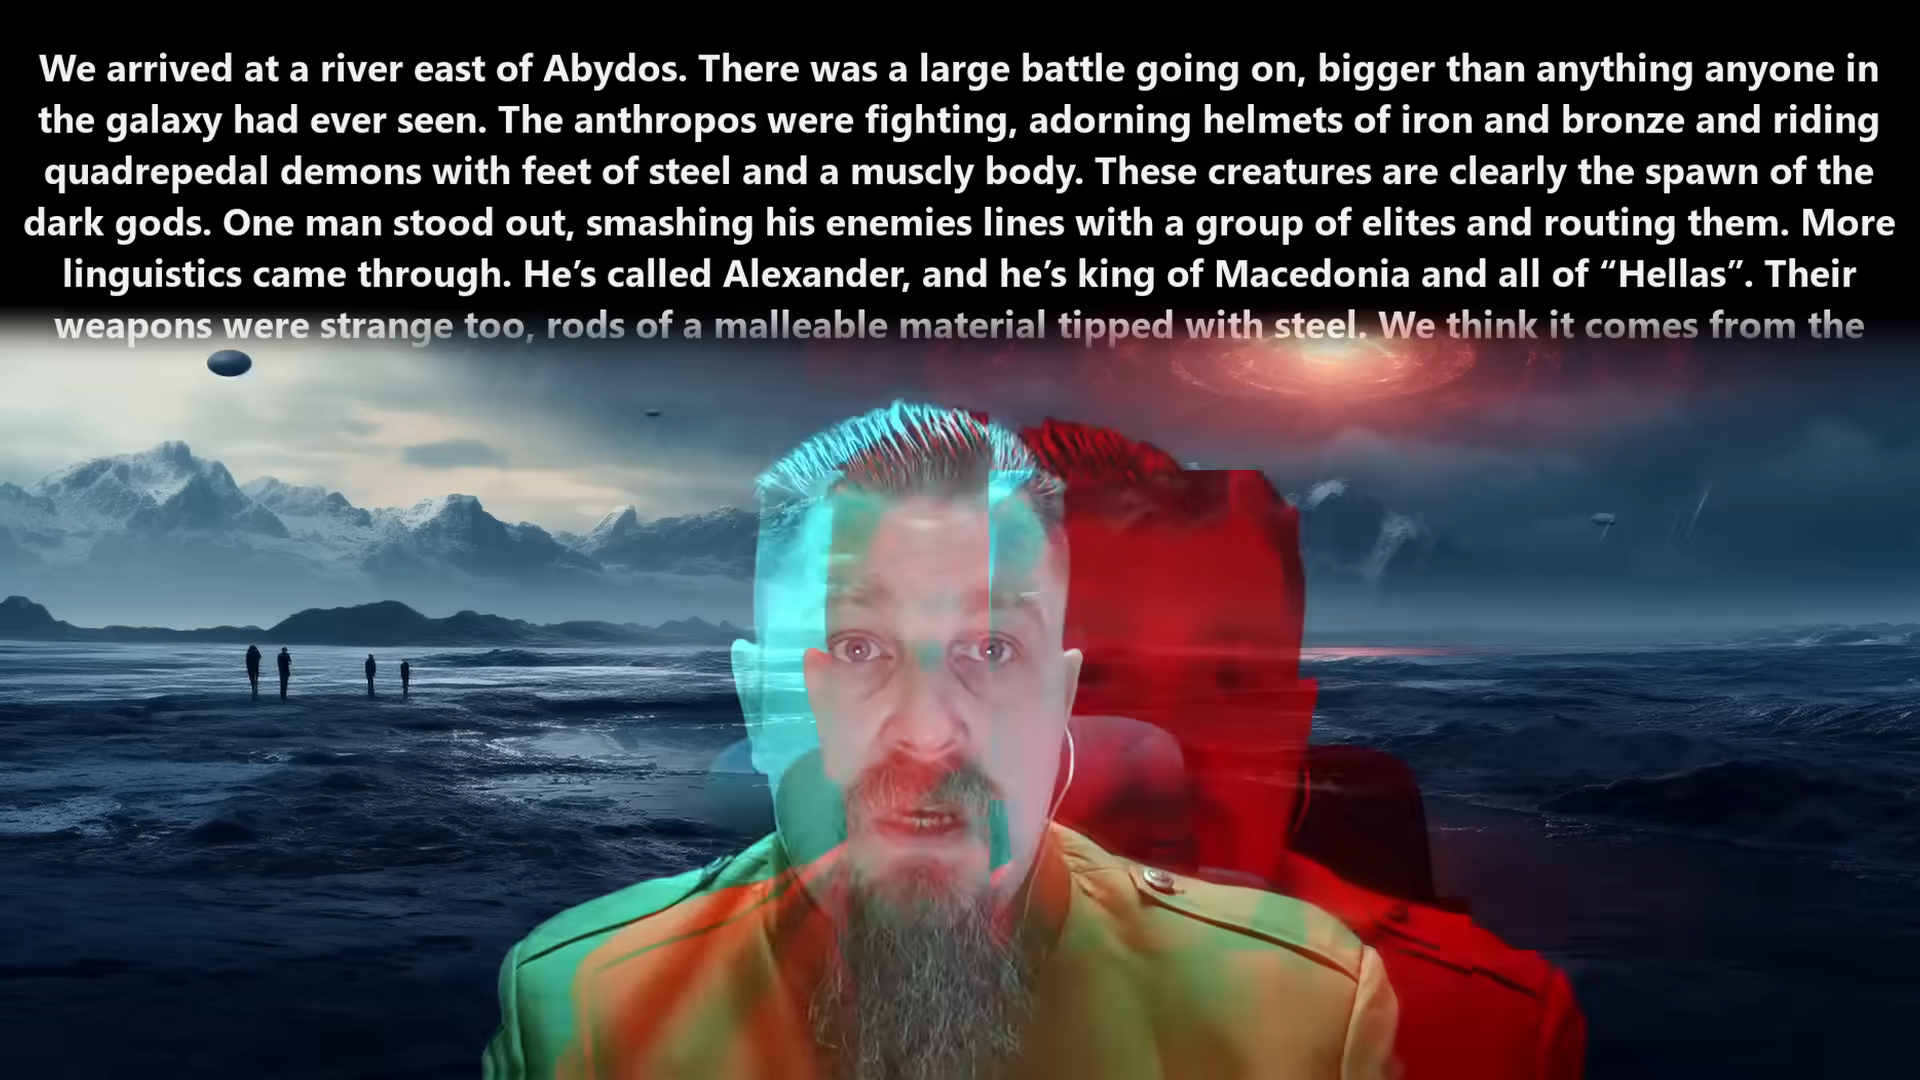 We arrived at a river east of Abydos. There was a large battle going on, bigger than anything anyone in
the galaxy had ever seen. The anthropos were fighting, adorning helmets of iron and bronze and riding
quadrepedal demons with feet of steel and a muscly body. These creatures are clearly the spawn of the
dark gods. One man stood out, smashing his enemies lines with a group of elites and routing them. More
linguistics came through. He’s called Alexander, and he’s king of Macedonia and all of “Hellas”. Their
weapons were strange too, rods of a malleable material tipped with steel. We think it comes from the